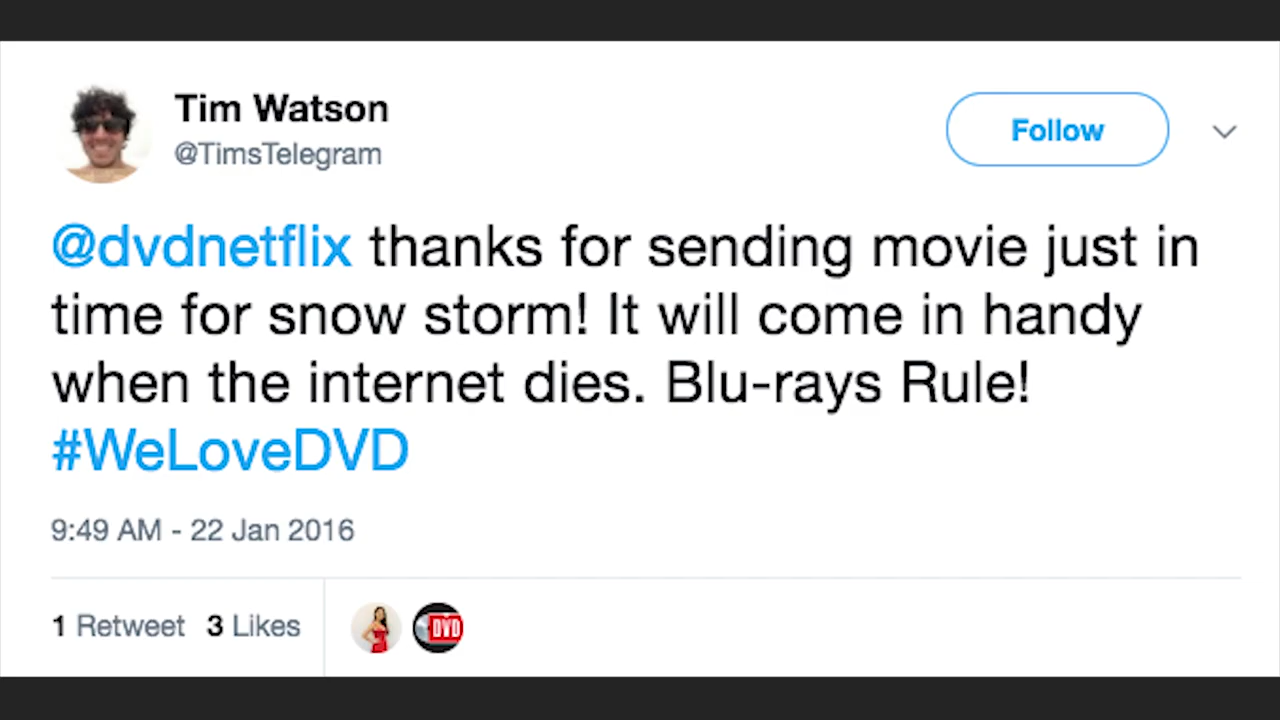 Tim Watson
@TimsTelegram
Follow
@dvdnetflix thanks for sending movie just in
time for snow storm! It will come in handy
when the internet dies. Blu-rays Rule!
#WeLoveDVD
9:49 AM - 22 Jan 2016
1 Retweet 3 Likes
DVD